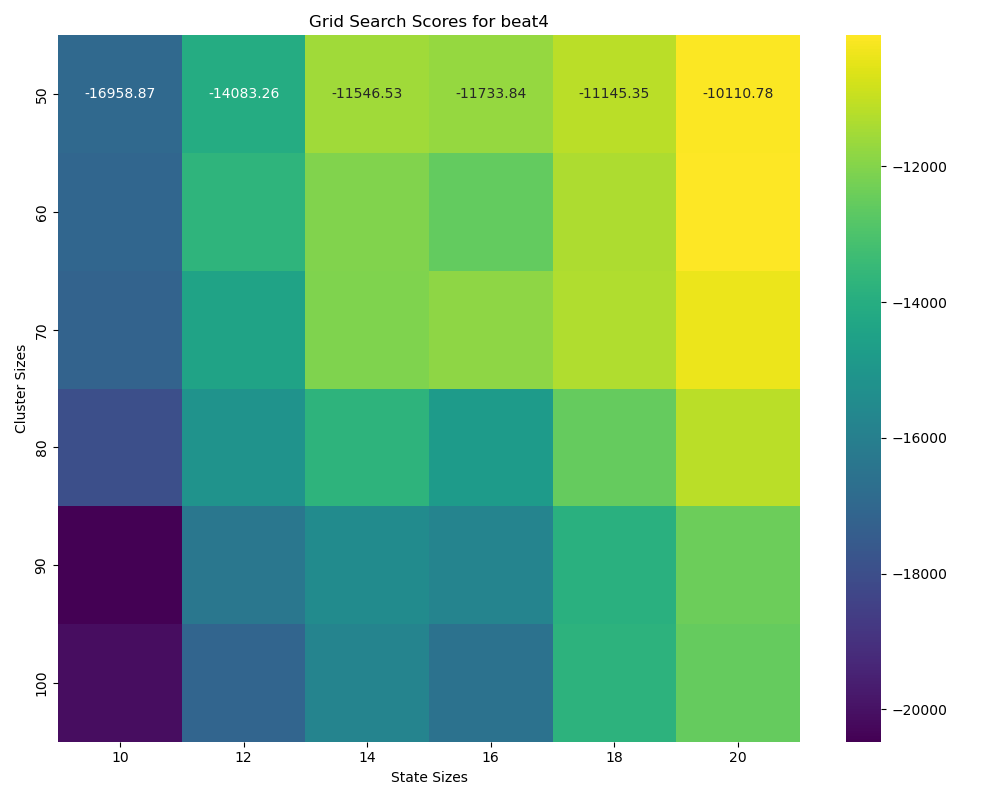 Grid Search Scores for beat4
Cluster Sizes
50
60
70
80
90
100
-16958.87 -14083.26 -11546.53 -11733.84 -11145.35 -10110.78
10 12 14 16 18 20
State Sizes
−12000
−14000
−16000
−18000
−20000